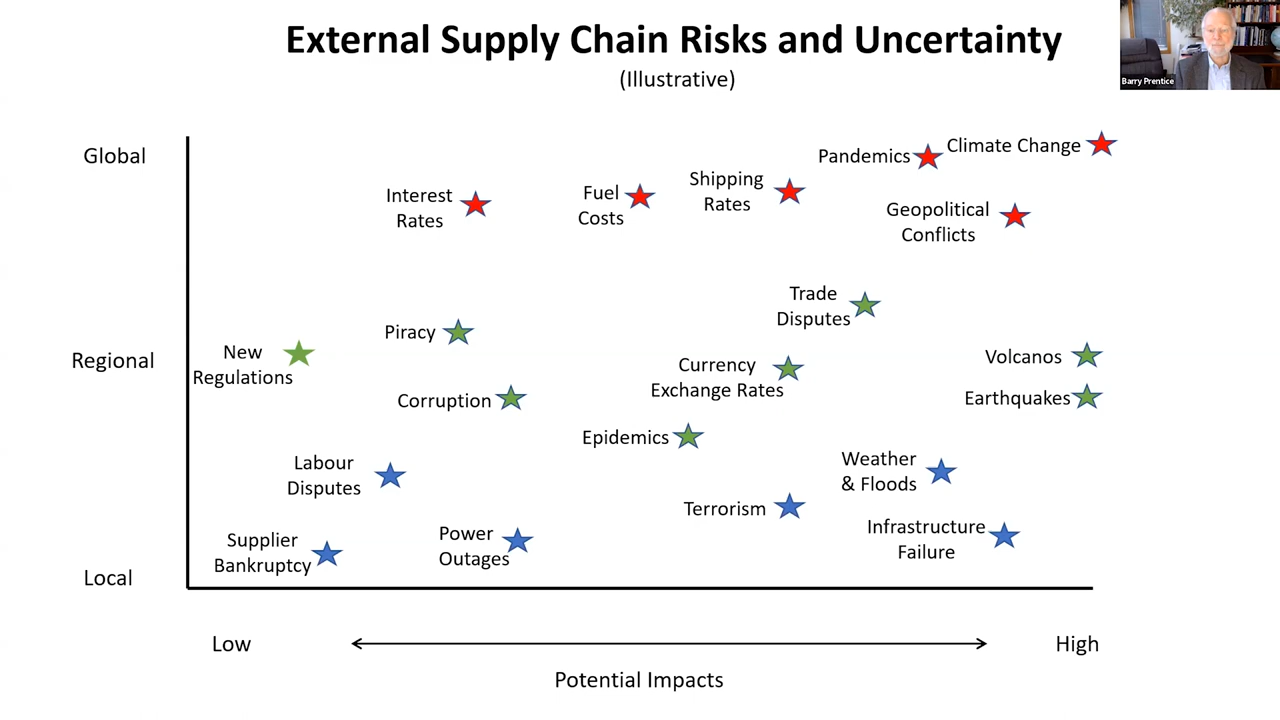 External Supply Chain Risks and Uncertainty
(Illustrative)
Barry Prentice
Global
Pandemics
Climate Change
Interest
Rates
Fuel
Costs
Shipping
Rates
Geopolitical
Conflicts
Trade
Disputes
Regional
New
Regulations
Piracy
Corruption
Currency
Exchange Rates
Volcanos
Earthquakes
Epidemics
Labour
Disputes
Weather
& Floods
Terrorism
Supplier
Bankruptcy
Power
Outages
Infrastructure
Failure
Local
Low
High
Potential Impacts